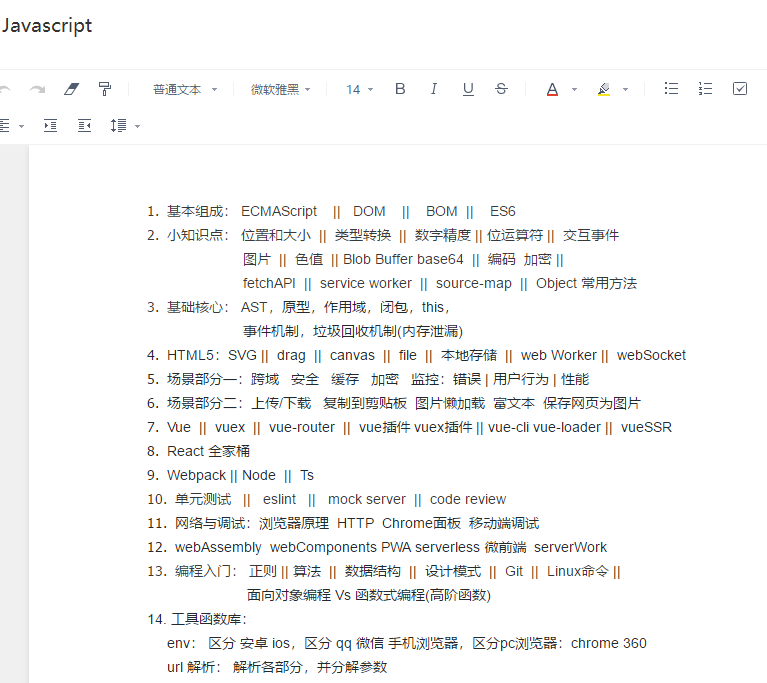 Javascript
普通文本 微软雅黑 14 B I U S A
1. 基本组成： ECMAScript || DOM || BOM || ES6
2. 小知识点： 位置和大小 || 类型转换 || 数字精度 || 位运算符 || 交互事件
图片 || 色值 || Blob Buffer base64 || 编码 加密 ||
fetchAPI || service worker || source-map || Object 常用方法
3. 基础核心： AST，原型，作用域，闭包，this，
事件机制，垃圾回收机制(内存泄漏)
4. HTML5：SVG || drag || canvas || file || 本地存储 || web Worker || webSocket
5. 场景部分一：跨域 安全 缓存 加密 监控：错误 | 用户行为 | 性能
6. 场景部分二：上传/下载 复制到剪贴板 图片懒加载 富文本 保存网页为图片
7. Vue || vuex || vue-router || vue插件 vuex插件 || vue-cli vue-loader || vueSSR
8. React 全家桶
9. Webpack || Node || Ts
10. 单元测试 || eslint || mock server || code review
11. 网络与调试：浏览器原理 HTTP Chrome面板 移动端调试
12. webAssembly webComponents PWA serverless 微前端 serverWork
13. 编程入门： 正则 || 算法 || 数据结构 || 设计模式 || Git || Linux命令 ||
面向对象编程 Vs 函数式编程(高阶函数)
14. 工具函数库：
env： 区分 安卓 ios，区分 qq 微信 手机浏览器，区分pc浏览器：chrome 360
url 解析： 解析各部分，并分解参数